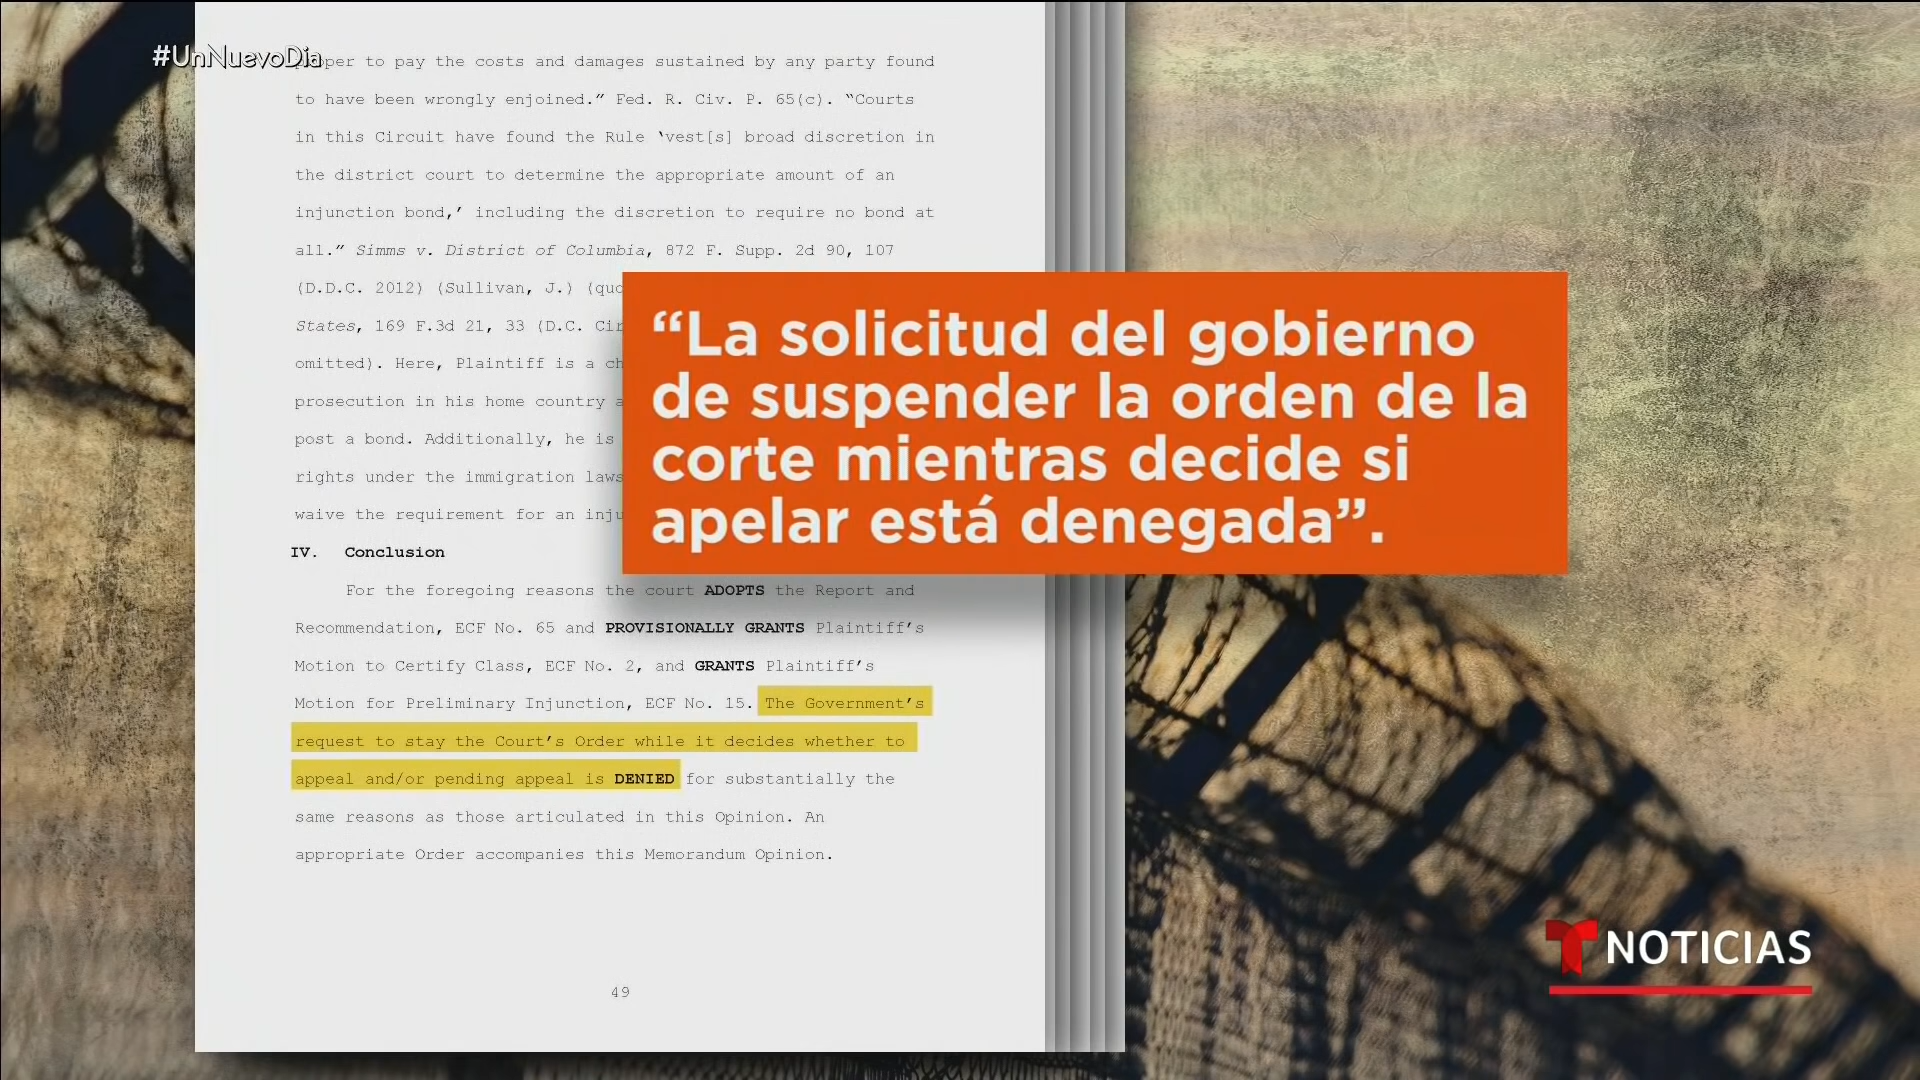 #UnNuevoDia
to pay the costs and damages sustained by any party found
to have been wrongly enjoined.” Fed. R. Civ. P. 65(c). “Courts
in this Circuit have found the Rule ‘vest[s] broad discretion in
the district court to determine the appropriate amount of an
injunction bond,’ including the discretion to require no bond at
all.” Simms v. District of Columbia, 872 F. Supp. 2d 90, 107
(D.D.C. 2012) (Sullivan, J.)
States, 169 F.3d 21, 33 (D.C.
omitted). Here, Plaintiff is a
prosecution in his home country
post a bond. Additionally, he is
rights under the immigration laws
waive the requirement for an
“La solicitud del gobierno
de suspender la orden de la
corte mientras decide si
apelar está denegada”.
IV. Conclusion
For the foregoing reasons the court ADOPTS the Report and
Recommendation, ECF No. 65 and PROVISIONALLY GRANTS Plaintiff’s
Motion to Certify Class, ECF No. 2, and GRANTS Plaintiff’s
Motion for Preliminary Injunction, ECF No. 15. The Government’s
request to stay the Court’s Order while it decides whether to
appeal and/or pending appeal is DENIED for substantially the
same reasons as those articulated in this Opinion. An
appropriate Order accompanies this Memorandum Opinion.
49
NOTICIAS